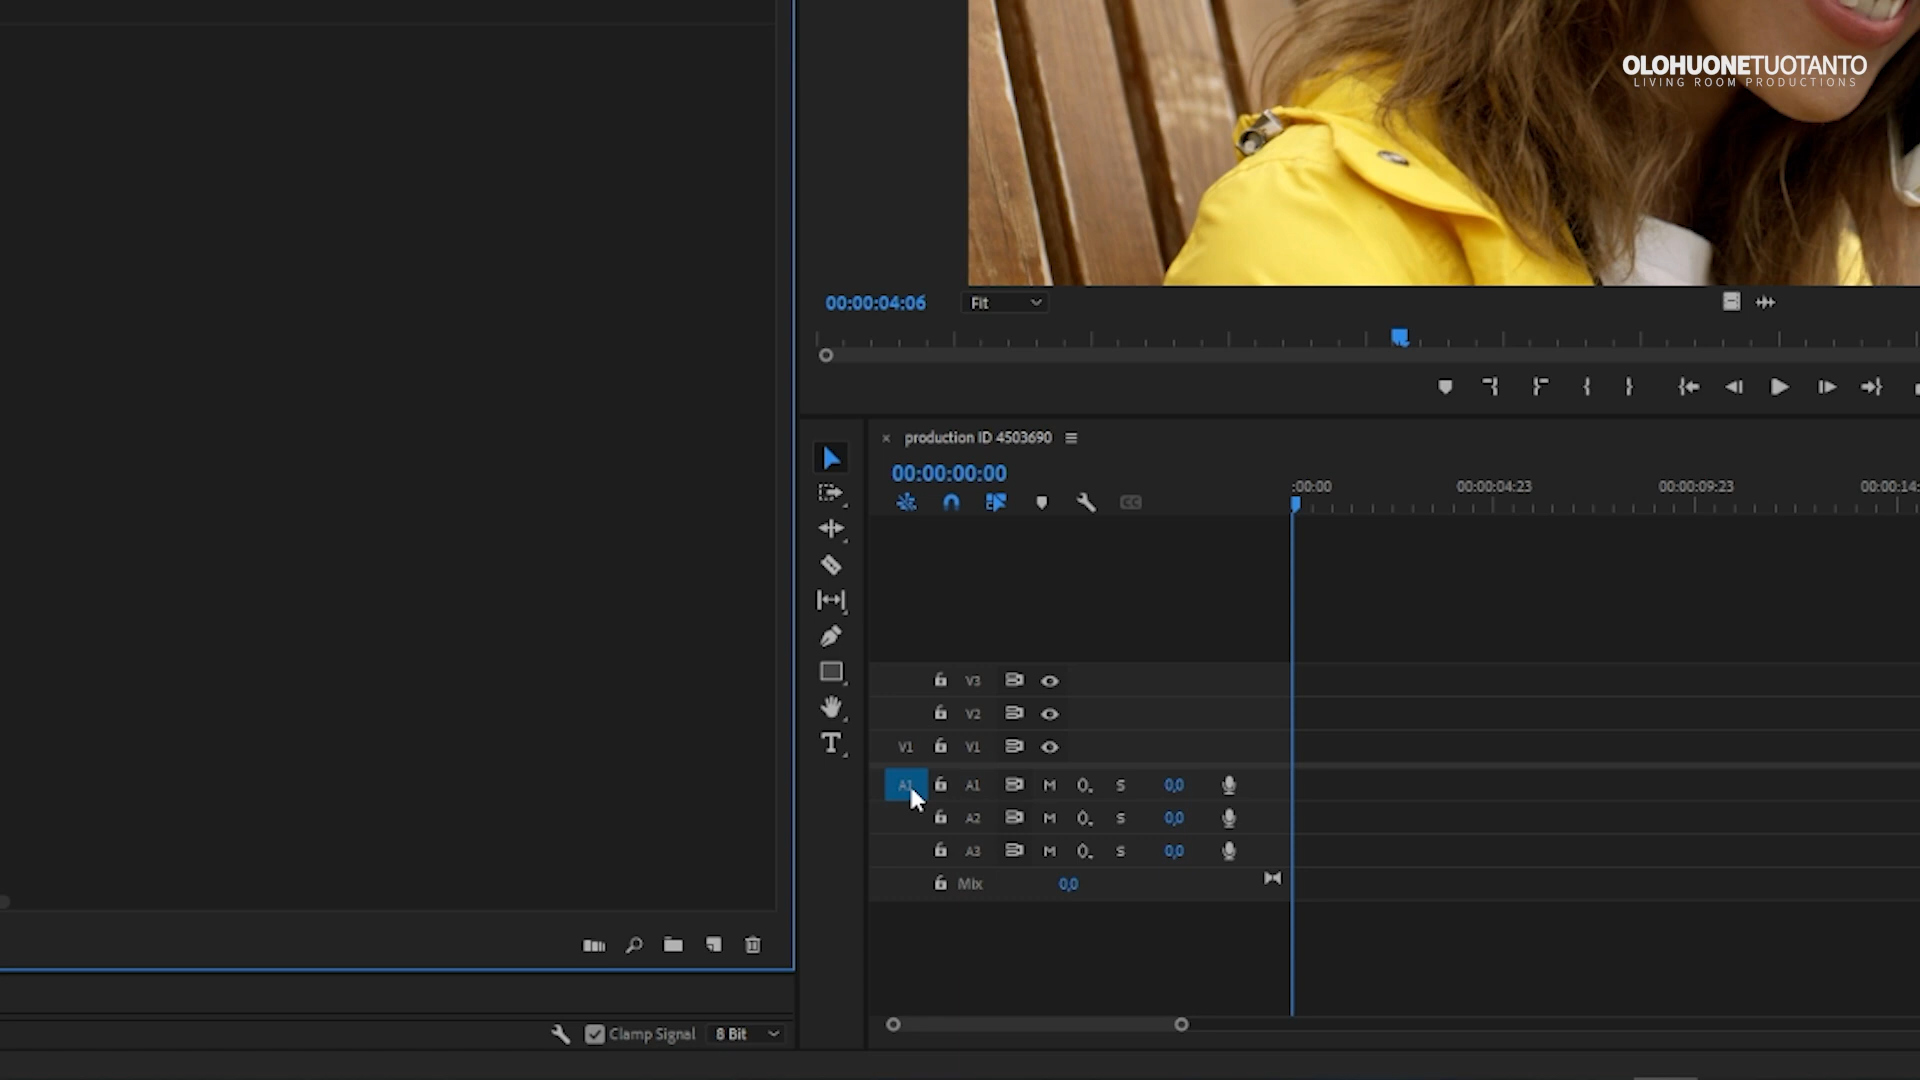 OLOHUONETUOTANTO
LIVING ROOM PRODUCTIONS
00:00:04:06 Fit
production ID 4503690
00:00:00:00
:00:00 00:00:04:23 00:00:09:23 00:00:14:
CC
V3
V2
V1 V1
A1 A1 M S 0,0
A2 M S 0,0
A3 M S 0,0
Mix 0,0
T
Clamp Signal 8 Bit